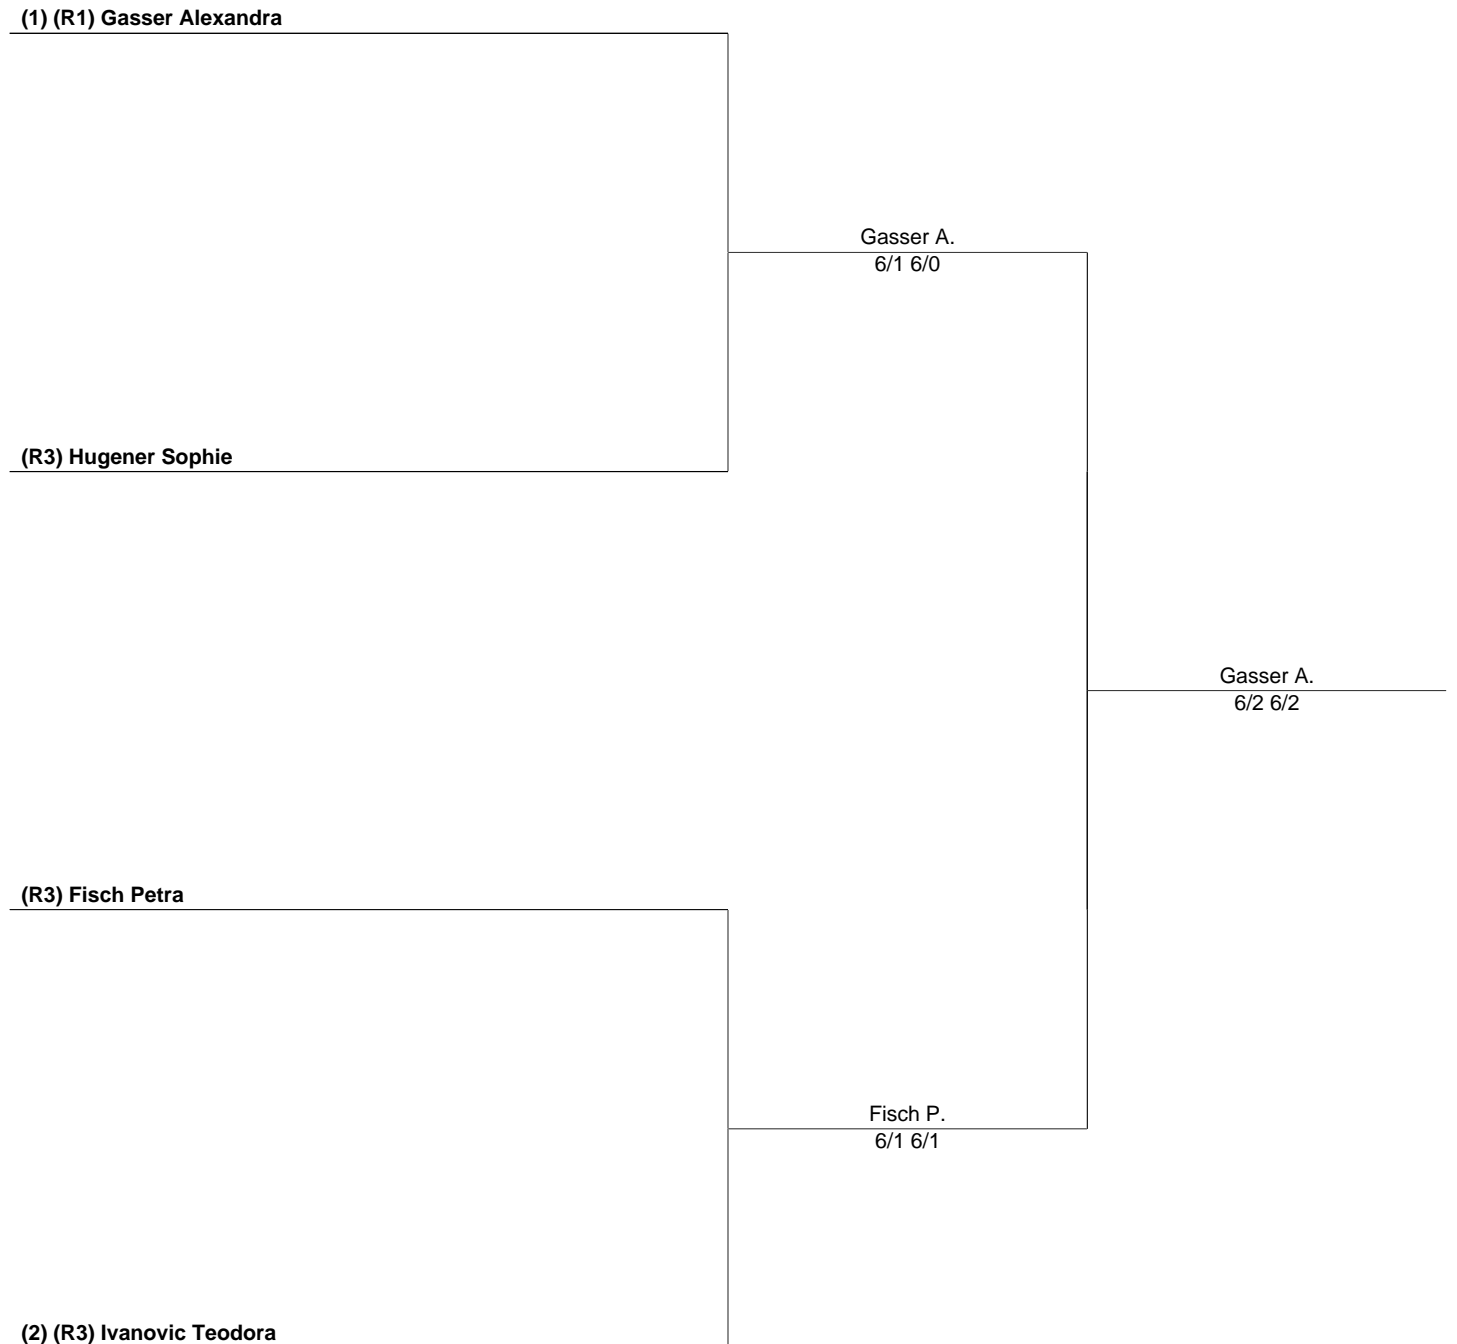 (1) (R1) Gasser Alexandra
Gasser A.
6/1 6/0
(R3) Hugener Sophie
Gasser A.
6/2 6/2
(R3) Fisch Petra
Fisch P.
6/1 6/1
(2) (R3) Ivanovic Teodora